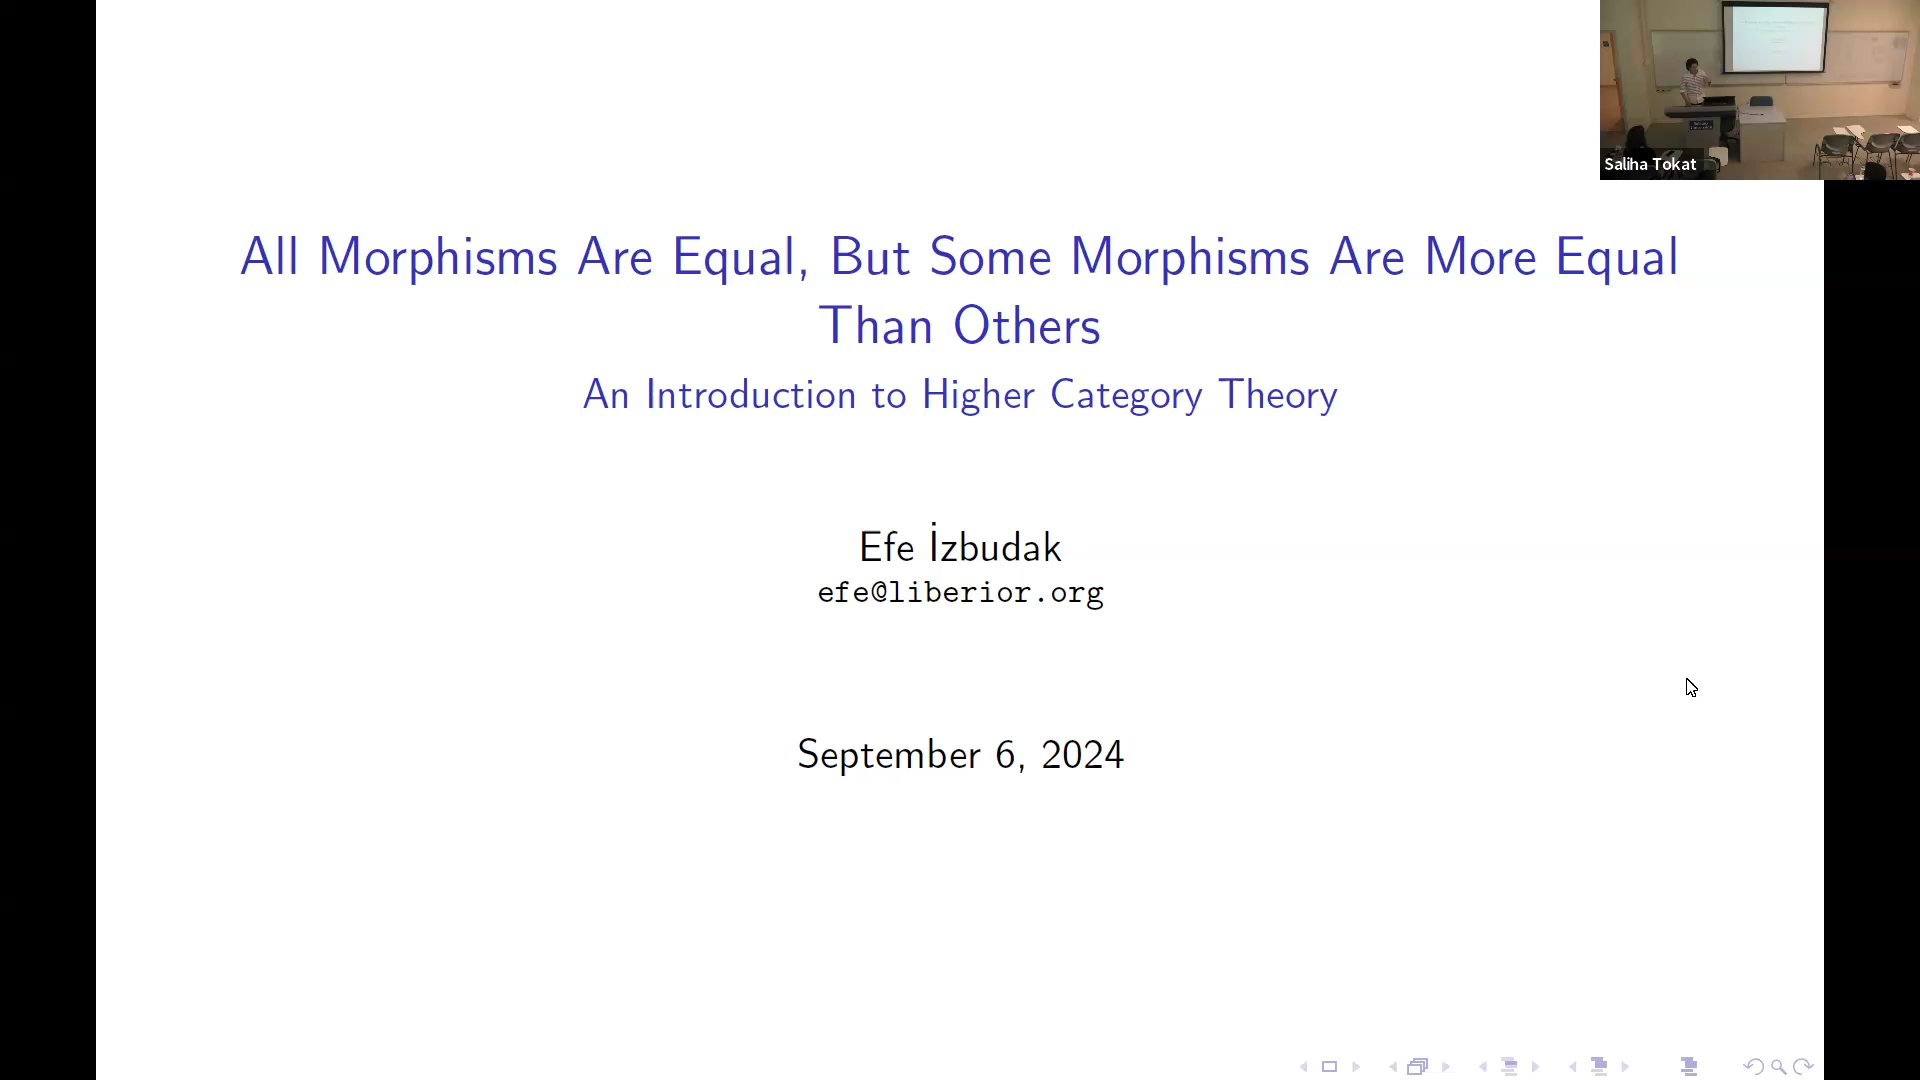 Saliha Tokat
All Morphisms Are Equal, But Some Morphisms Are More Equal
Than Others
An Introduction to Higher Category Theory
Efe İzbudak
efe@liberior.org
September 6, 2024